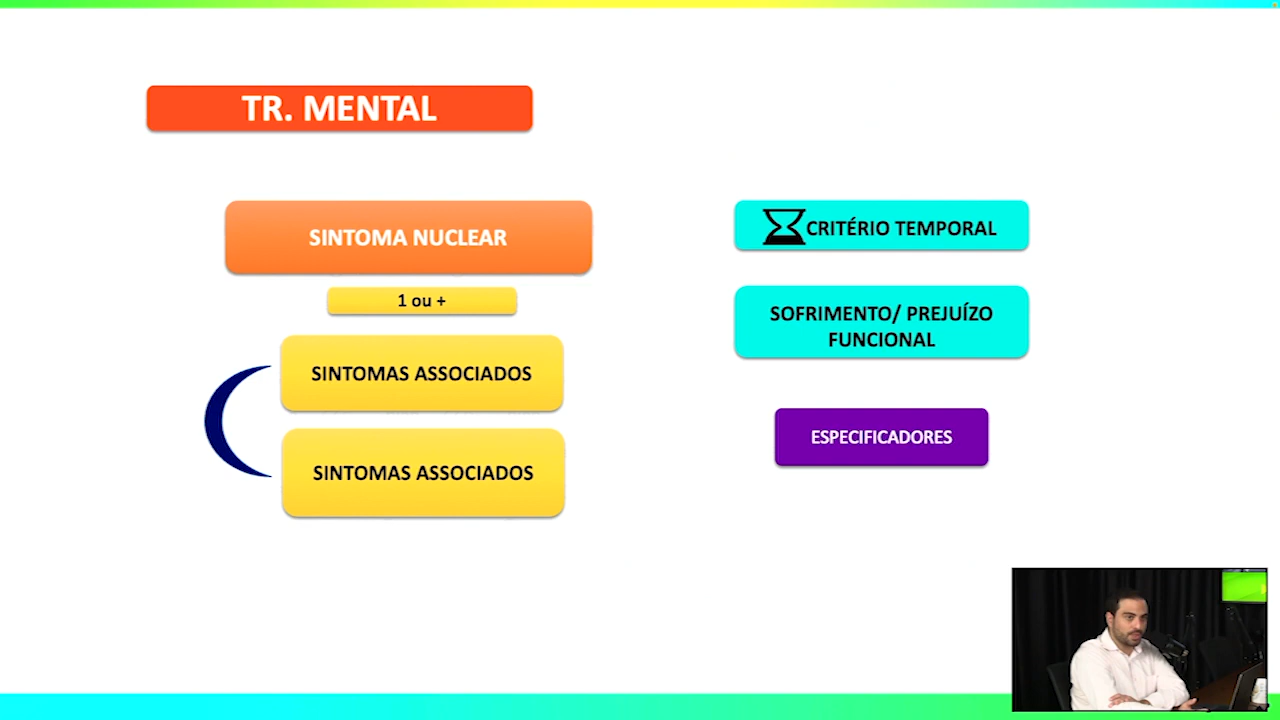 TR. MENTAL
SINTOMA NUCLEAR
1 ou +
SINTOMAS ASSOCIADOS
SINTOMAS ASSOCIADOS
CRITÉRIO TEMPORAL
SOFRIMENTO/ PREJUÍZO
FUNCIONAL
ESPECIFICADORES